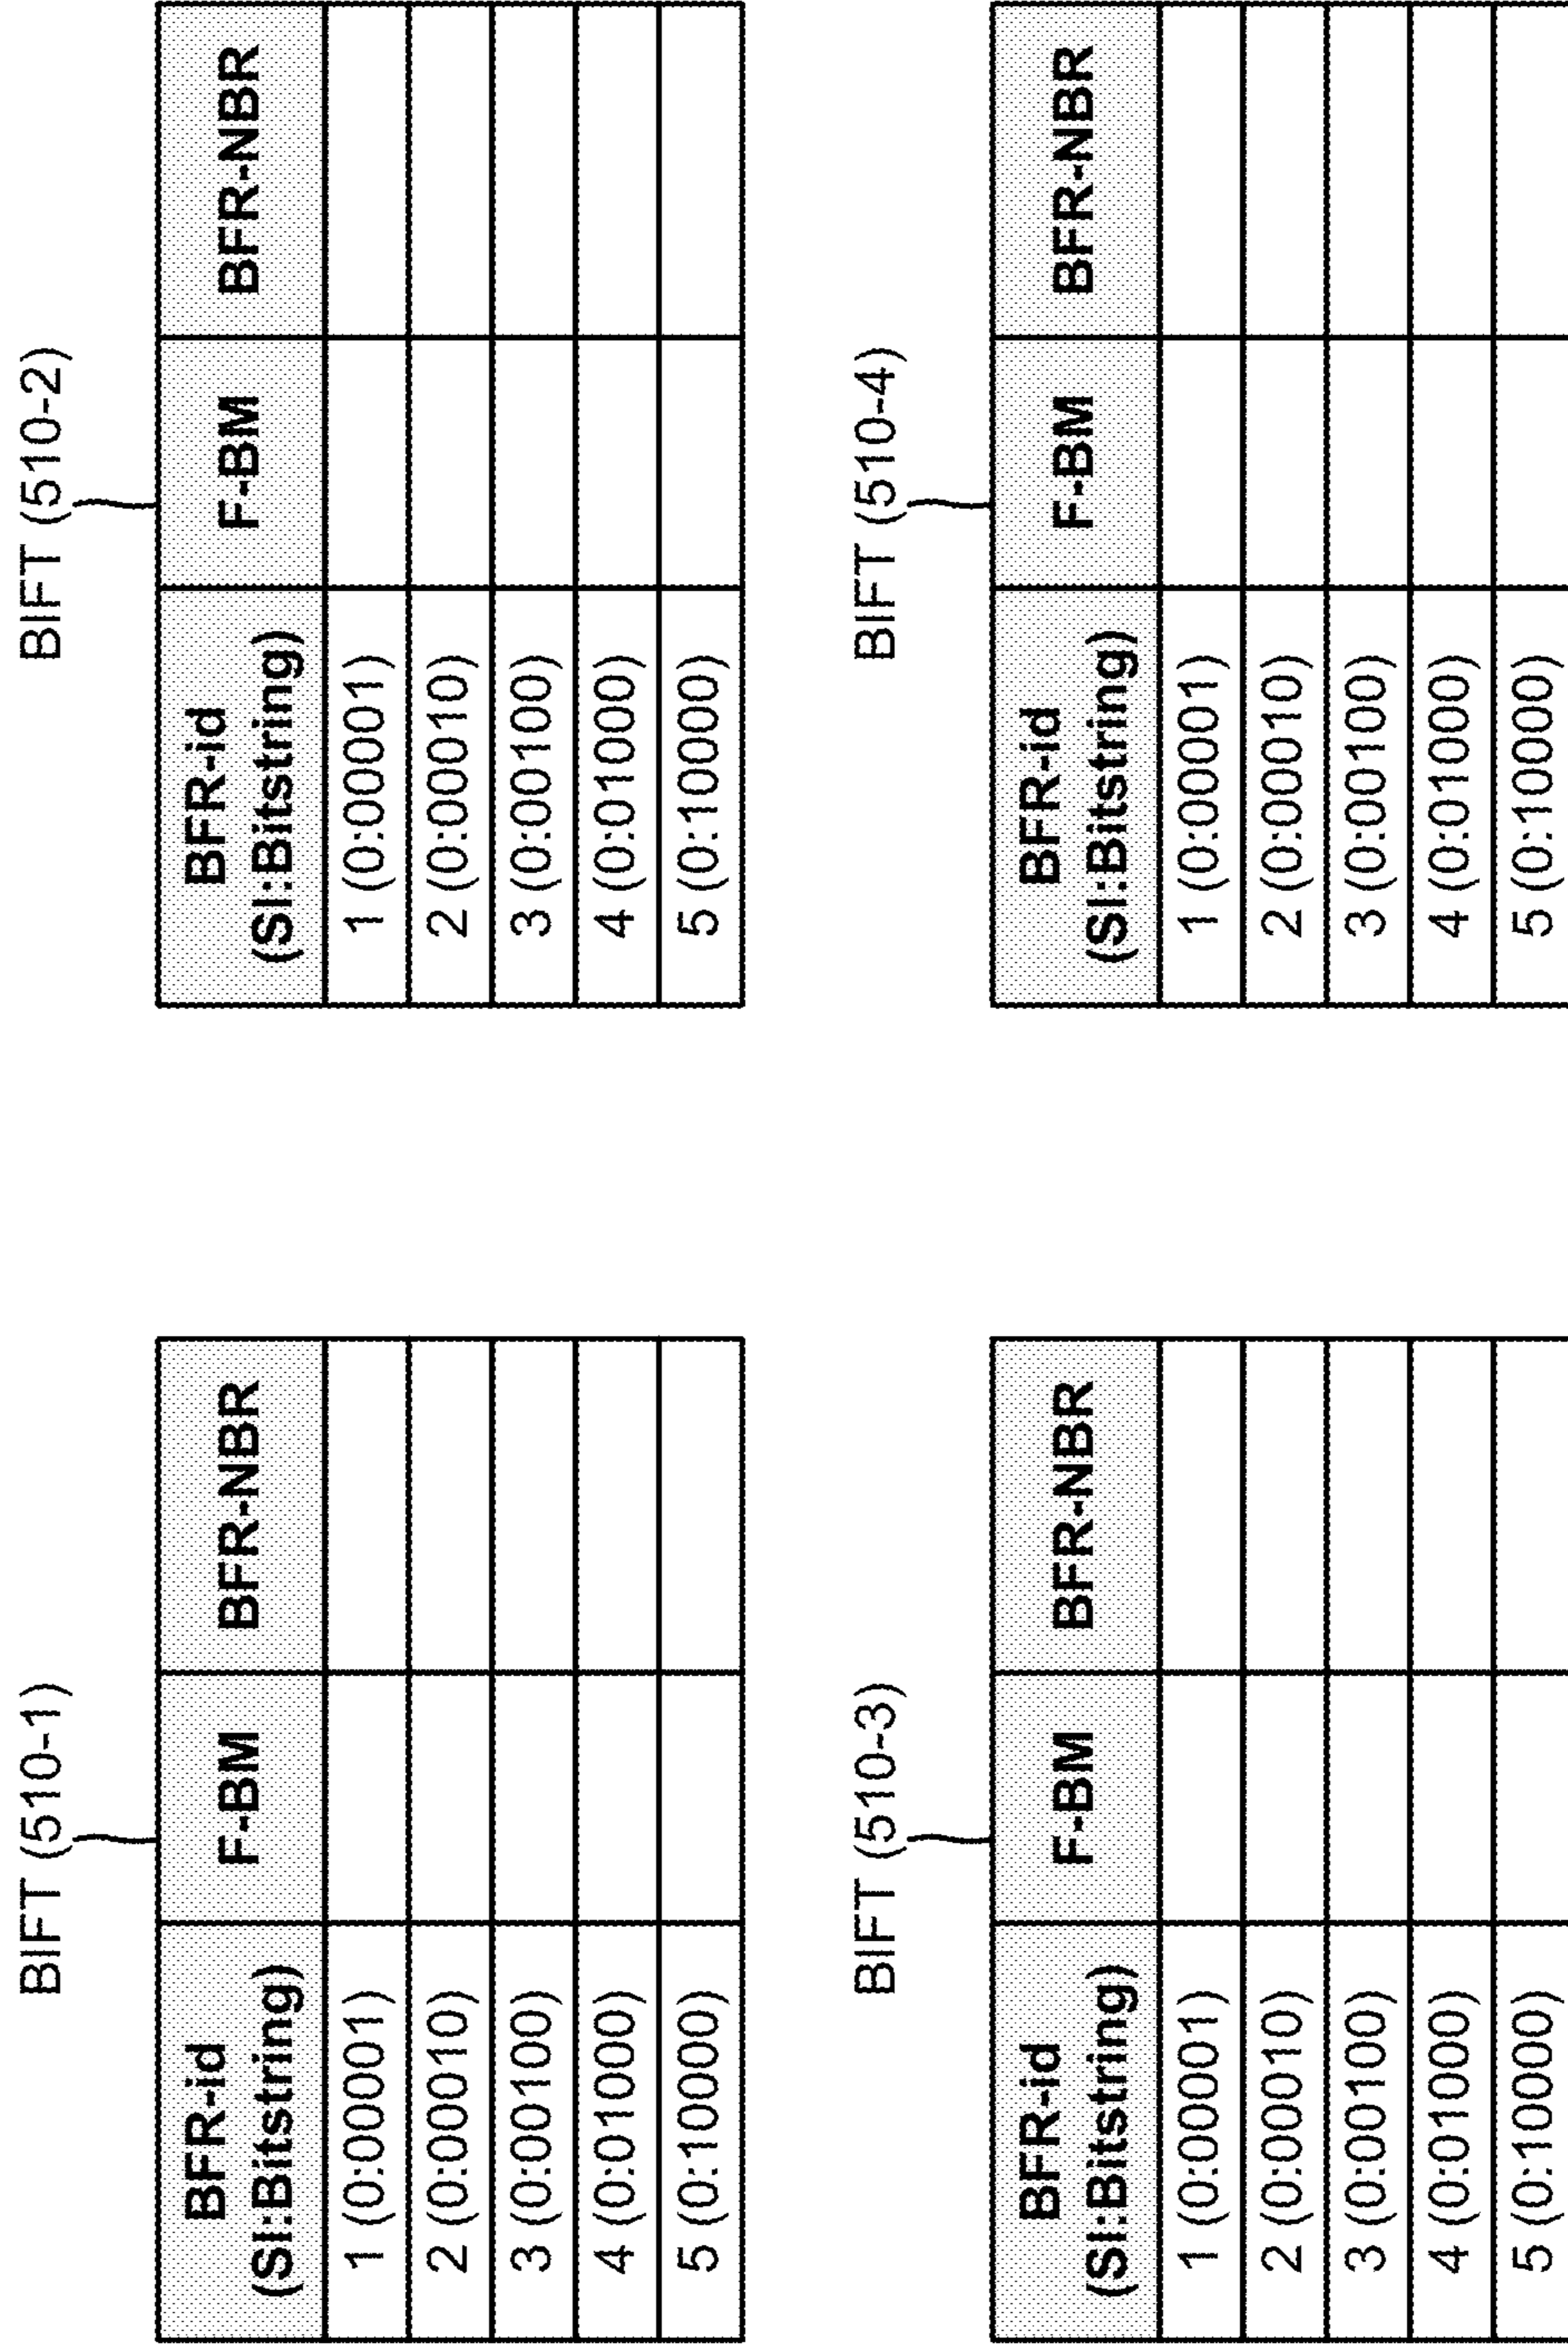 BIFT (510-1)
BFR-id
(SI:Bitstring)
F-BM
BFR-NBR
1 (0:00001)
2 (0:00010)
3 (0:00100)
4 (0:01000)
5 (0:10000)
BIFT (510-2)
BFR-id
(SI:Bitstring)
F-BM
BFR-NBR
1 (0:00001)
2 (0:00010)
3 (0:00100)
4 (0:01000)
5 (0:10000)
BIFT (510-3)
BFR-id
(SI:Bitstring)
F-BM
BFR-NBR
1 (0:00001)
2 (0:00010)
3 (0:00100)
4 (0:01000)
5 (0:10000)
BIFT (510-4)
BFR-id
(SI:Bitstring)
F-BM
BFR-NBR
1 (0:00001)
2 (0:00010)
3 (0:00100)
4 (0:01000)
5 (0:10000)